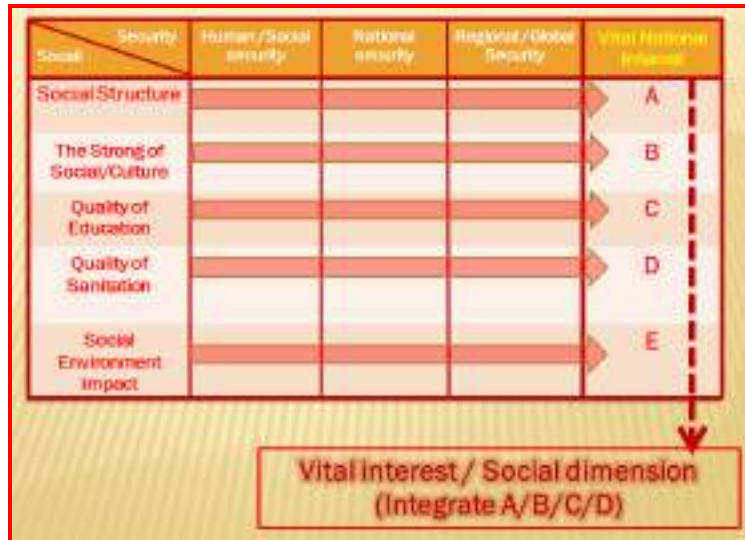 Security
Social
Human/Social
security
National
security
Regional/Global
Security
Vital National
Interest
Social Structure
A
The Strong of
Social/Culture
B
Quality of
Education
C
Quality of
Sanitation
D
Social
Environment
Impact
E
Vital interest / Social dimension
(Integrate A/B/C/D)